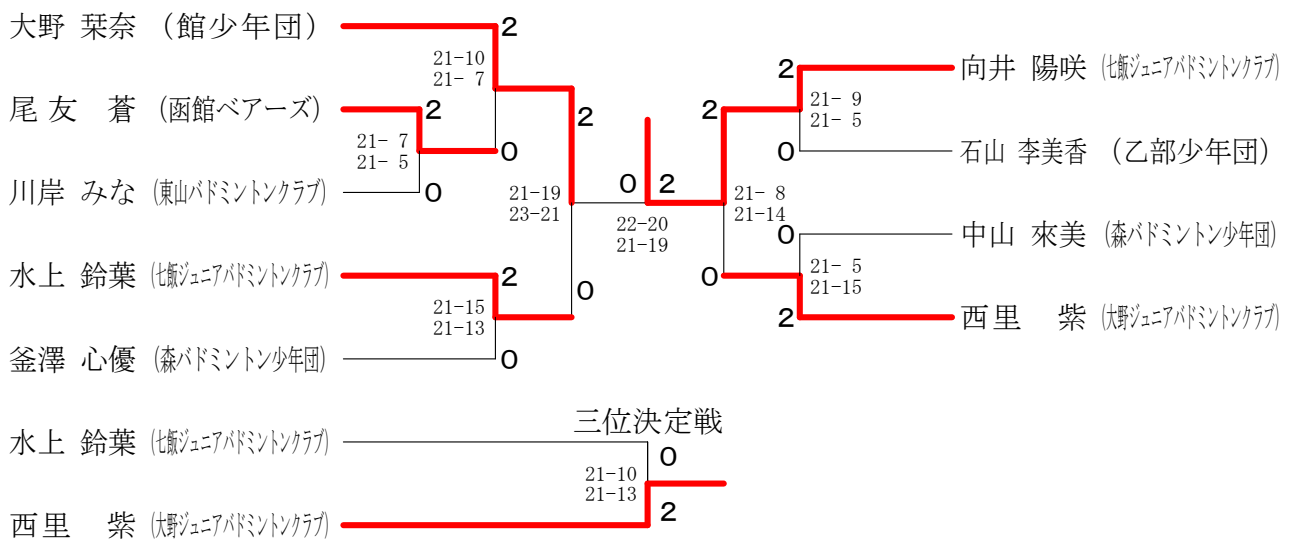 大野 栞奈 (館少年団)
2
21-10
21- 7
尾友 蒼 (函館ベアーズ)
2
21- 7
21- 5
0
川岸 みな (東山バドミントンクラブ)
0
2
21-19
23-21
水上 鈴葉 (七飯ジュニアバドミントンクラブ)
2
21-15
21-13
0
釜澤 心優 (森バドミントン少年団)
0
0 2
22-20
21-19
2
向井 陽咲 (七飯ジュニアバドミントンクラブ)
2
21- 9
21- 5
0
石山 李美香 (乙部少年団)
21- 8
21-14
0
中山 來美 (森バドミントン少年団)
0
21- 5
21-15
2
西里 紫 (大野ジュニアバドミントンクラブ)
三位決定戦
水上 鈴葉 (七飯ジュニアバドミントンクラブ)
0
21-10
21-13
2
西里 紫 (大野ジュニアバドミントンクラブ)